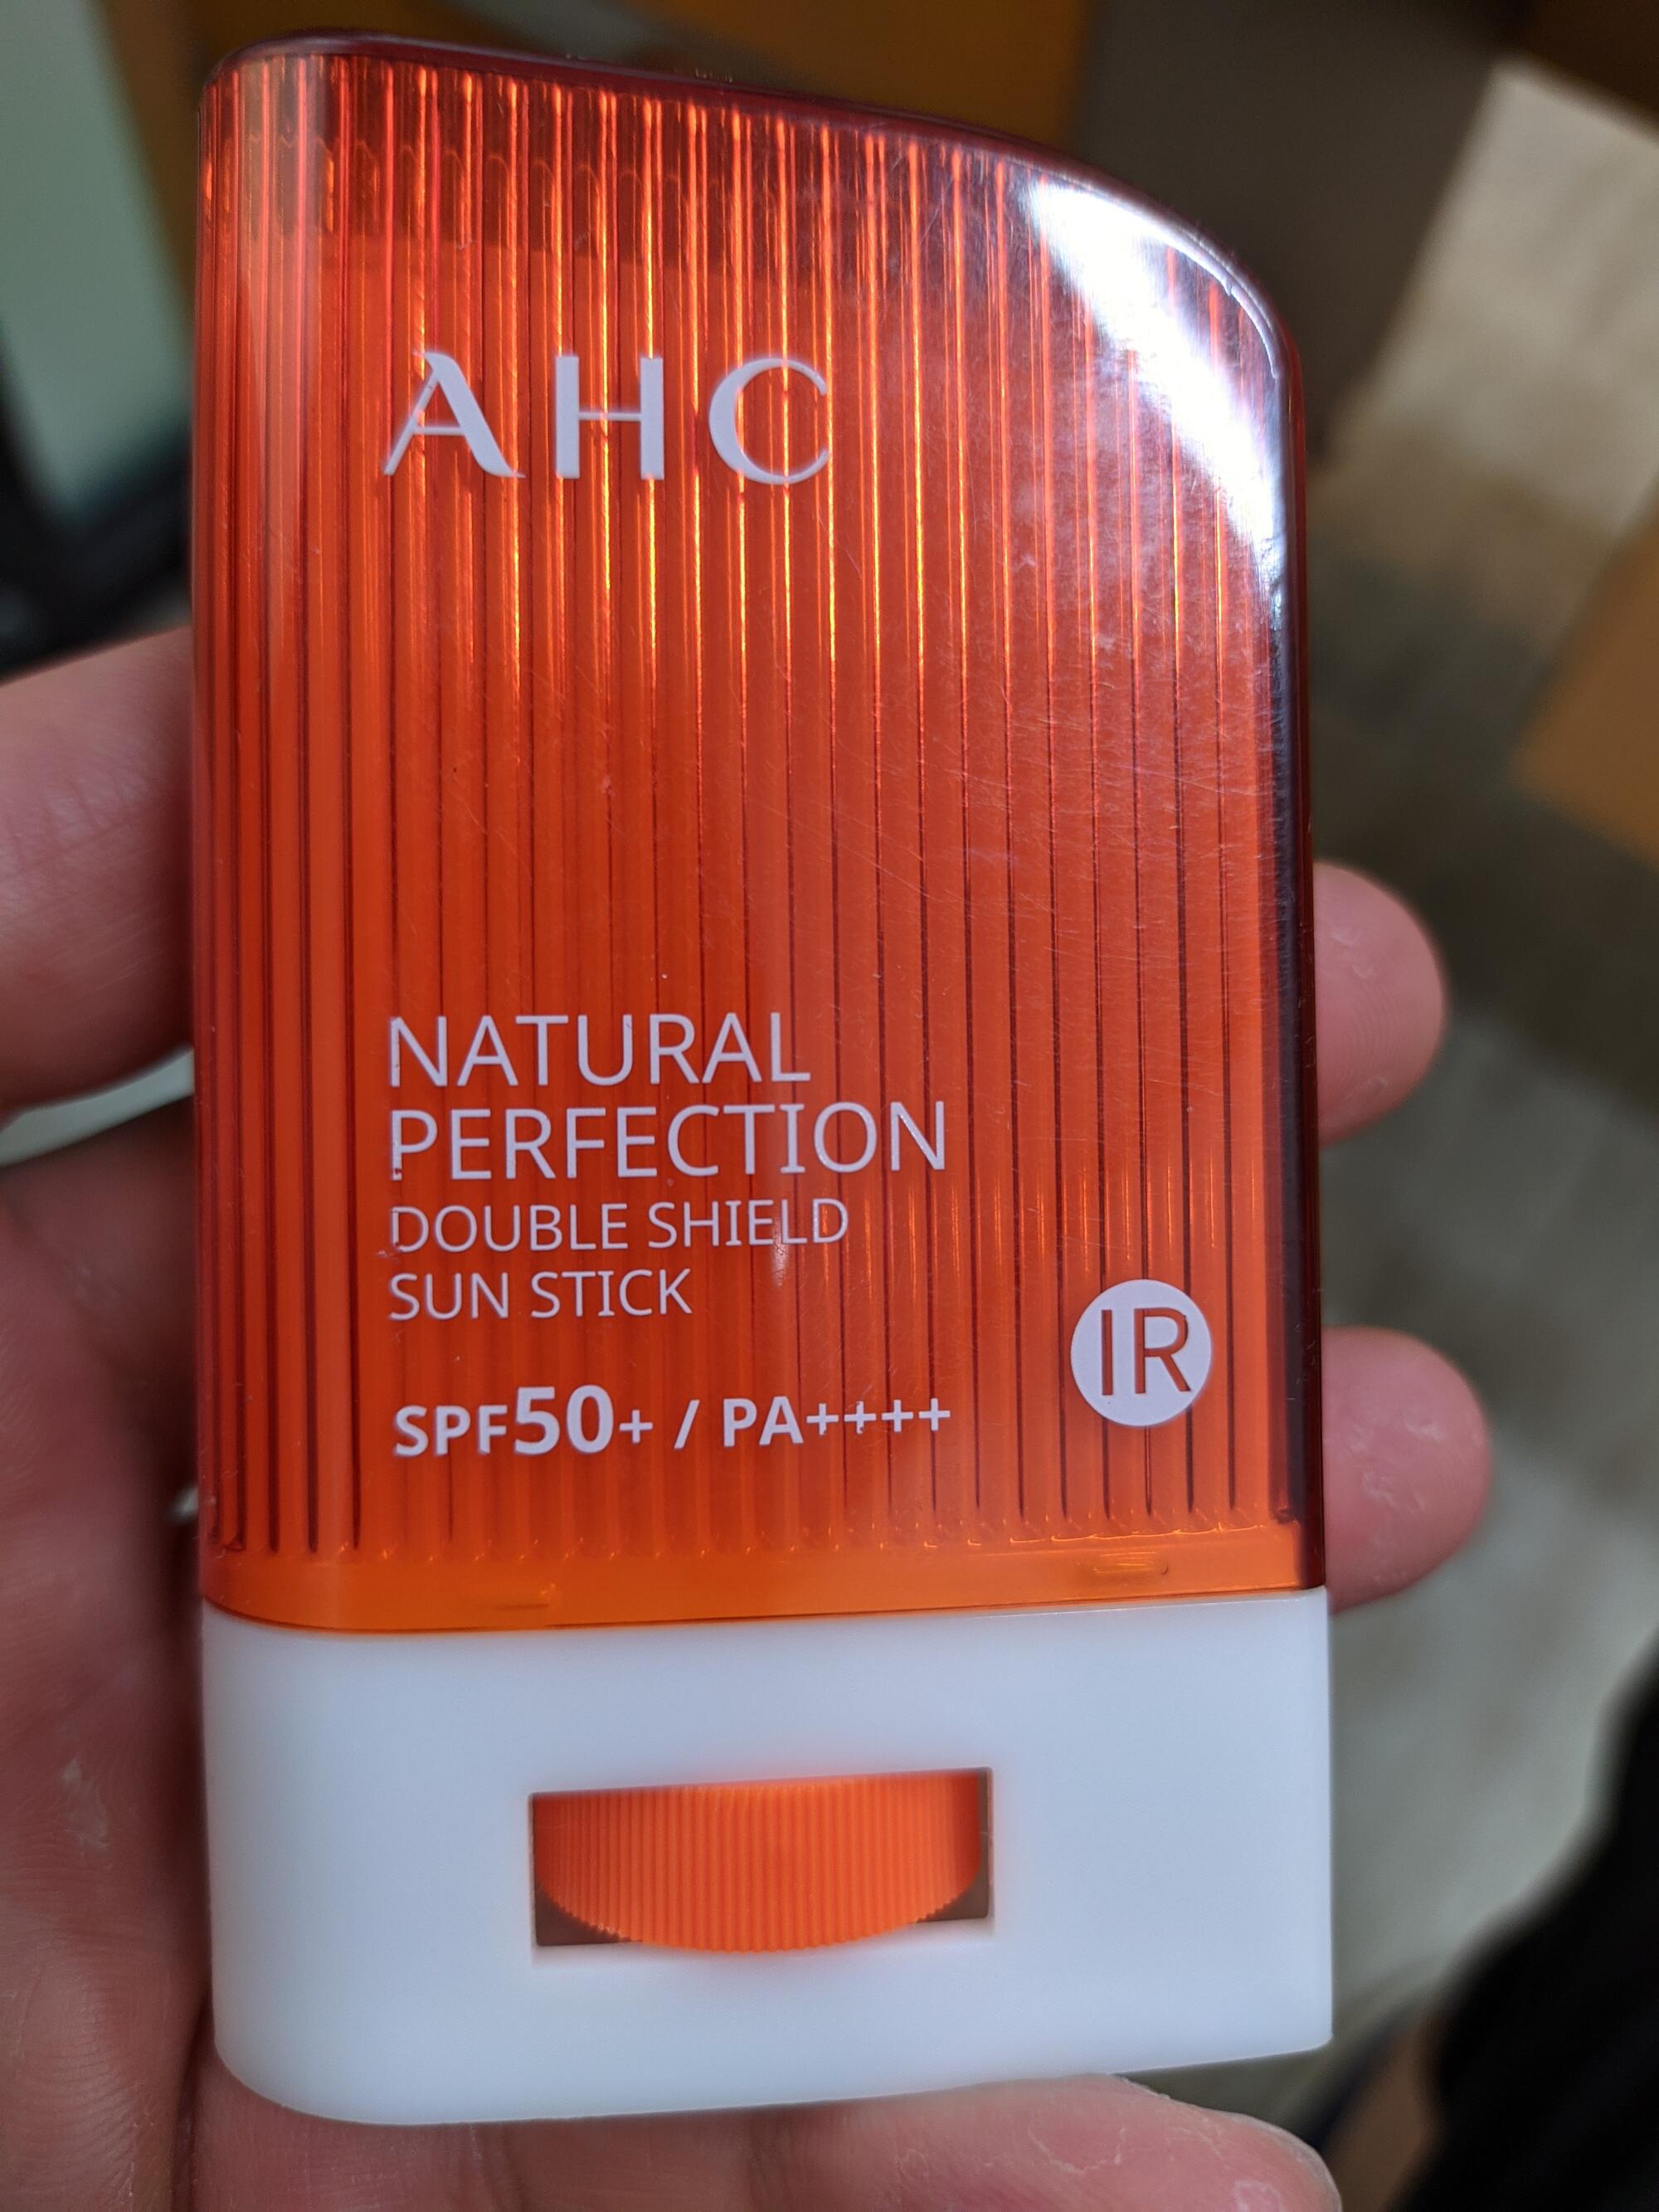 AHC
NATURAL
PERFECTION
DOUBLE SHIELD
SUN STICK
IR
SPF50+ / PA++++